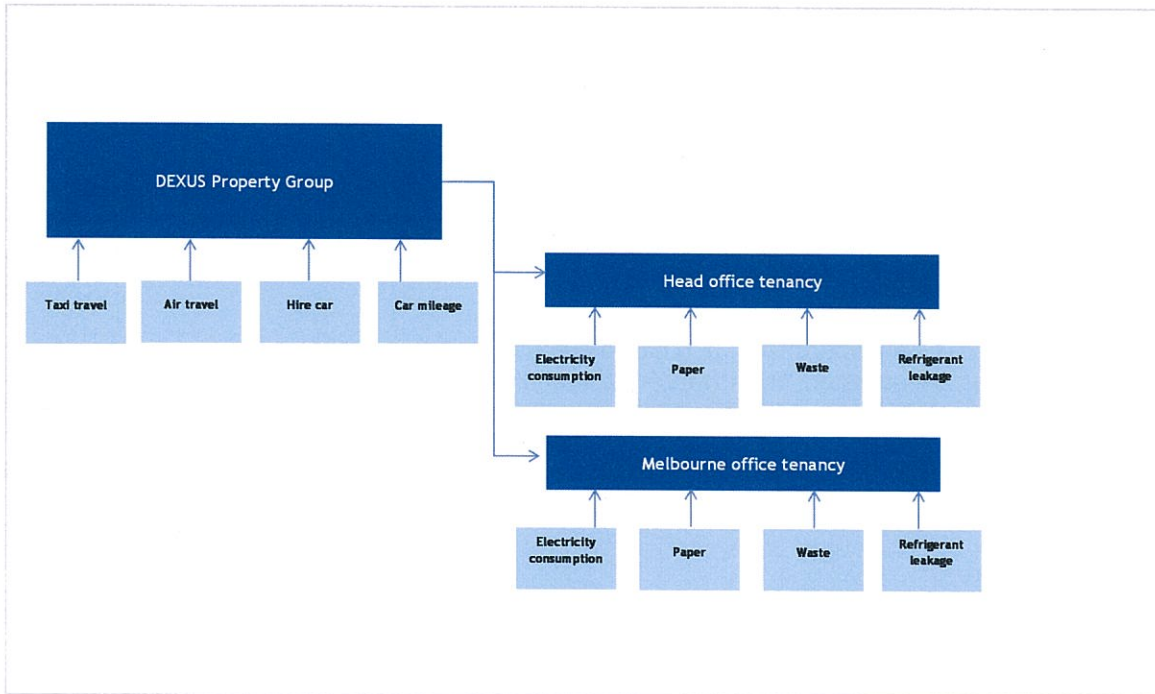 DEXUS Property Group
Taxi travel
Air travel
Hire car
Car mileage
Head office tenancy
Electricity
consumption
Paper
Waste
Refrigerant
leakage
Melbourne office tenancy
Electricity
consumption
Paper
Waste
Refrigerant
leakage